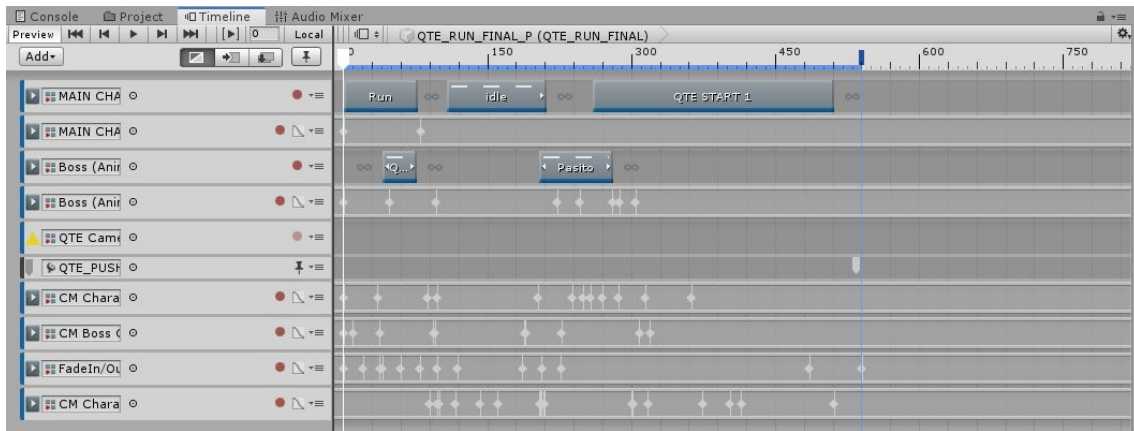 Console Project Timeline Audio Mixer
Preview 0 Local QTE_RUN_FINAL_P (QTE_RUN_FINAL)
Add
0 150 300 450 600 750
MAIN CHA Run idle QTE START 1
MAIN CHA
Boss (Anir Q... Pasito
Boss (Anir
QTE Came
QTE_PUSH
CM Chara
CM Boss C
FadeIn/Ou
CM Chara